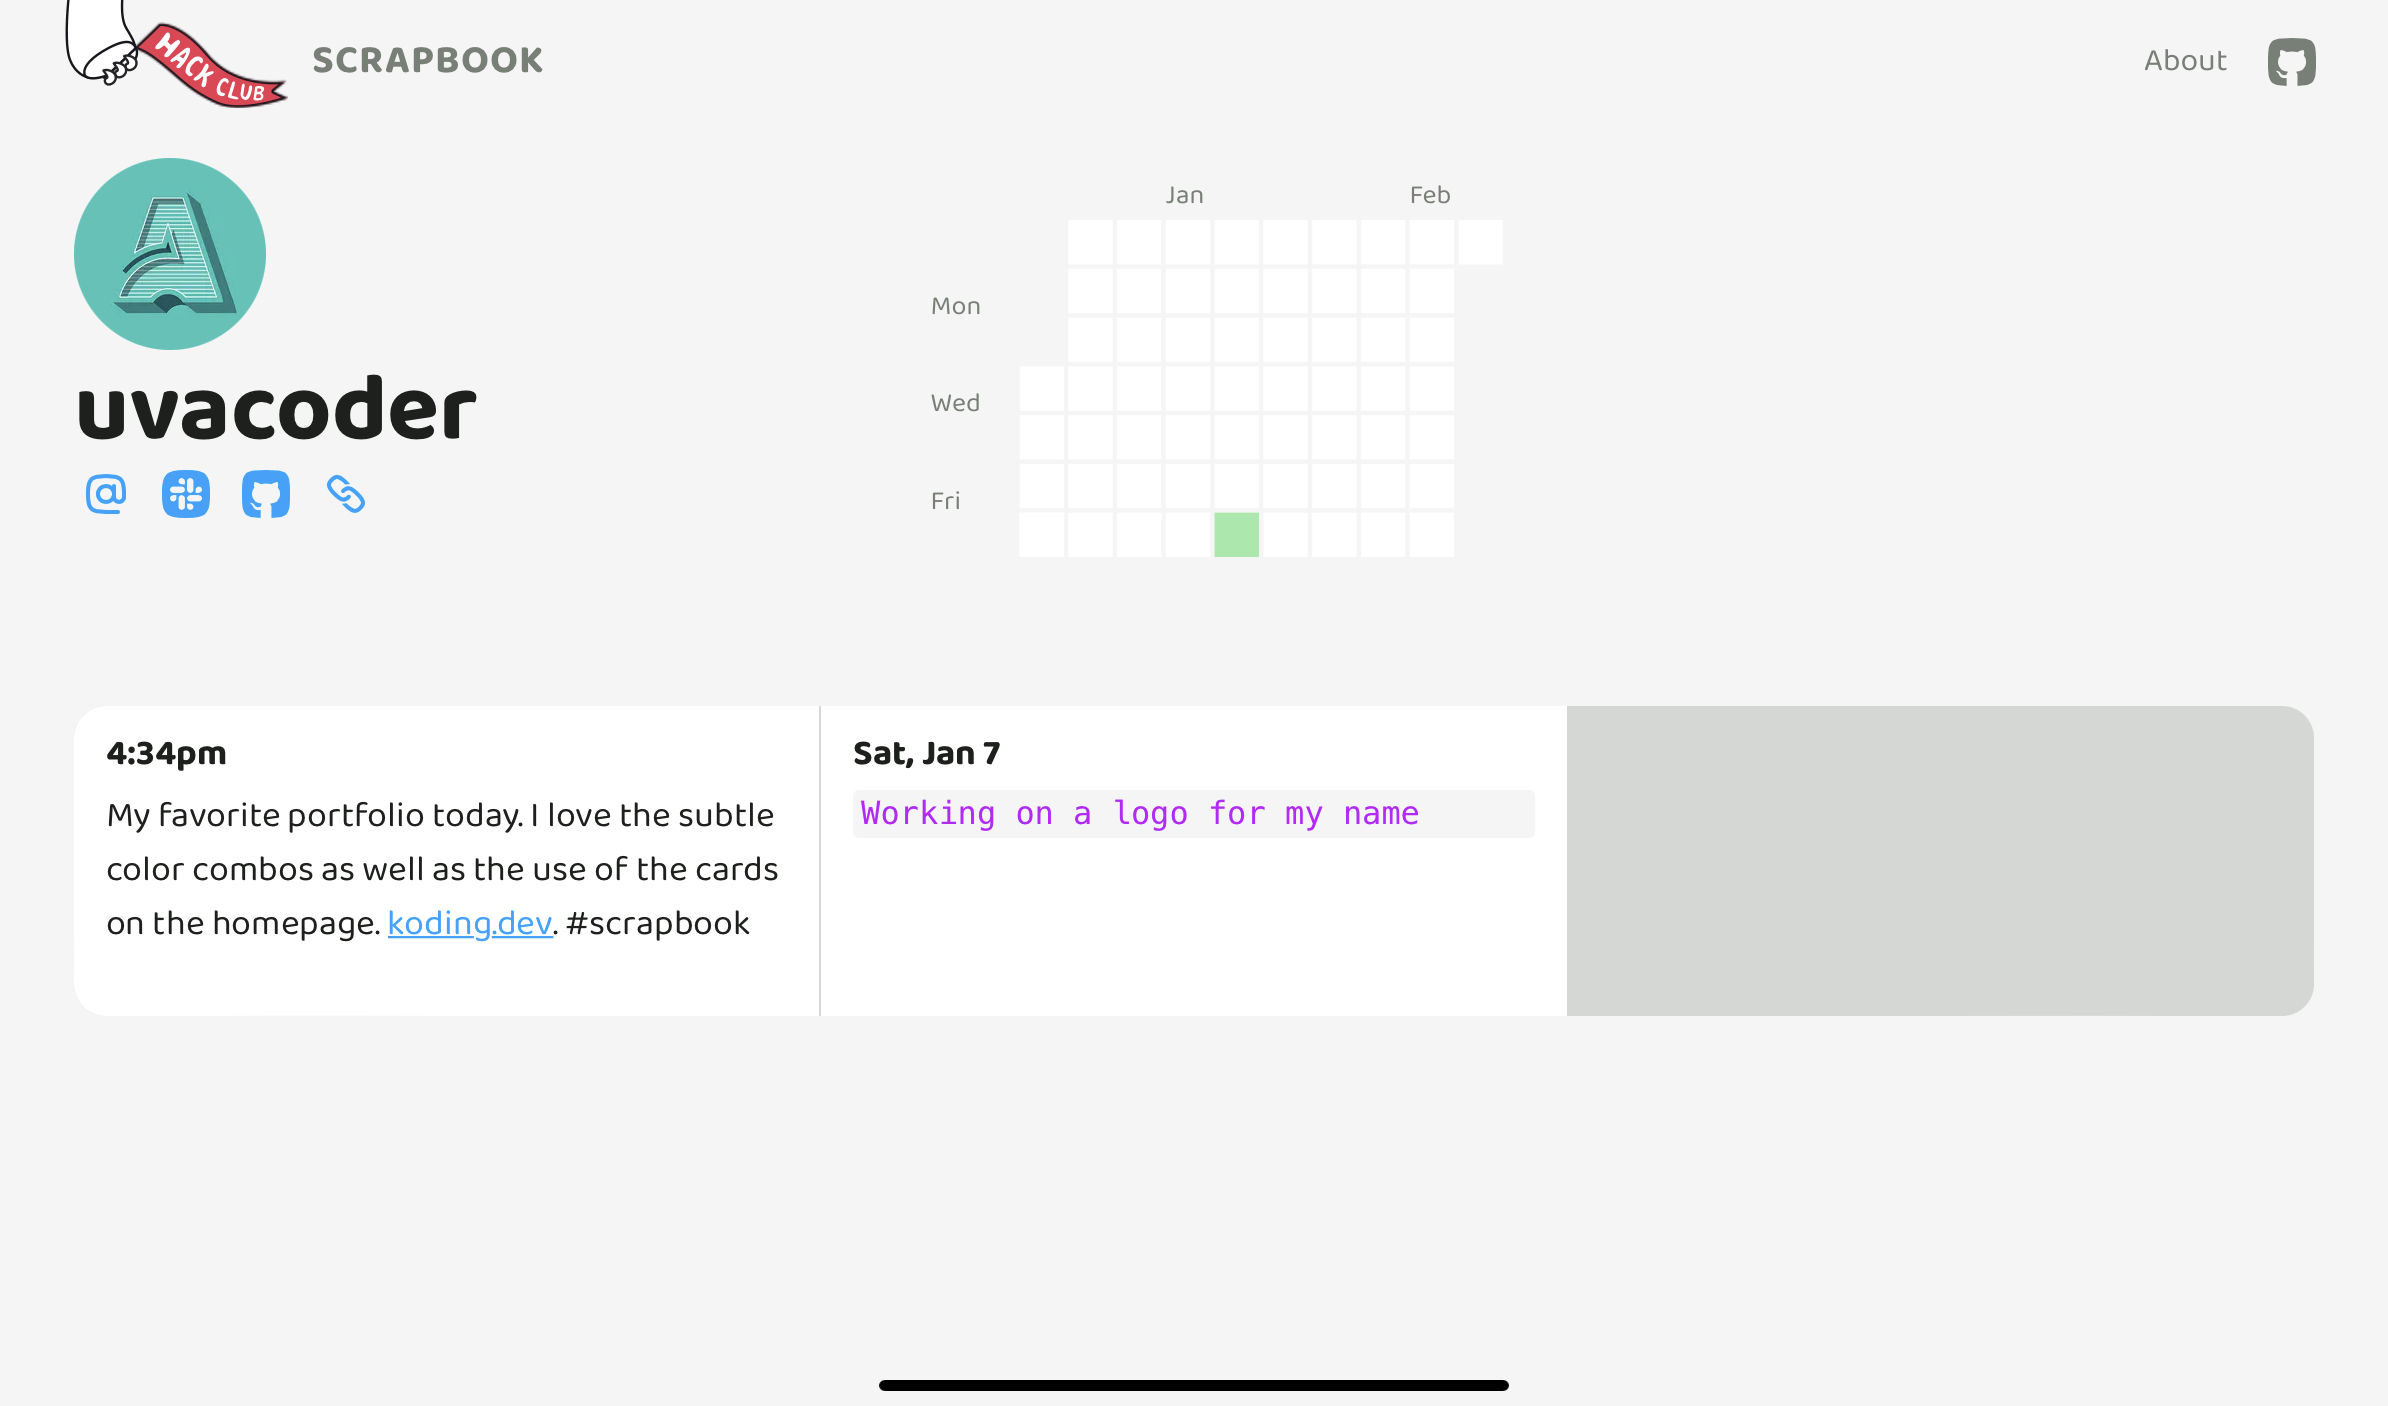 HACK CLUB
SCRAPBOOK
About
A
uvacoder
Jan Feb
Mon
Wed
Fri
4:34pm
My favorite portfolio today. I love the subtle
color combos as well as the use of the cards
on the homepage. koding.dev. #scrapbook
Sat, Jan 7
Working on a logo for my name